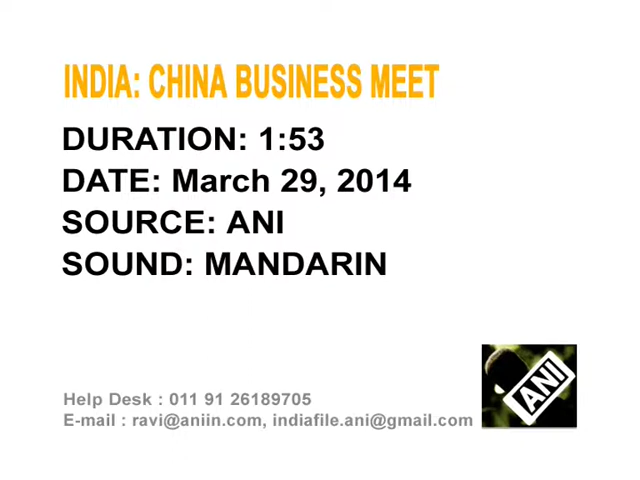 INDIA: CHINA BUSINESS MEET
DURATION: 1:53
DATE: March 29, 2014
SOURCE: ANI
SOUND: MANDARIN
Help Desk : 011 91 26189705
E-mail : ravi@aniin.com, indiafile.ani@gmail.com
ANI